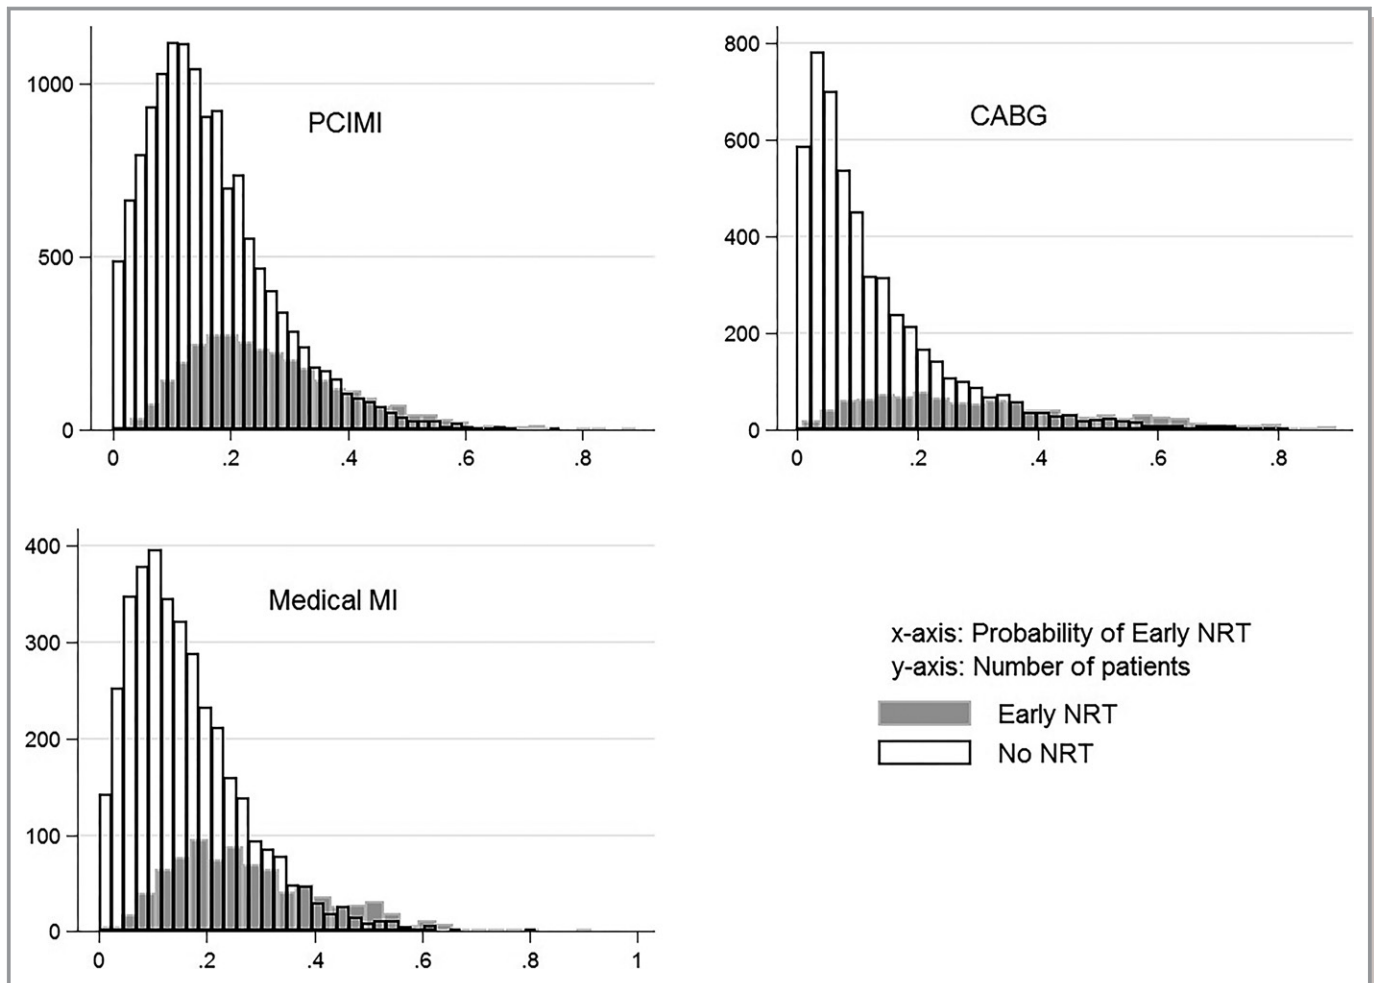 PCIMI
1000
500
0
0 .2 .4 .6 .8
CABG
800
600
400
200
0
0 .2 .4 .6 .8
Medical MI
400
300
200
100
0
0 .2 .4 .6 .8 1
x-axis: Probability of Early NRT
y-axis: Number of patients
Early NRT
No NRT